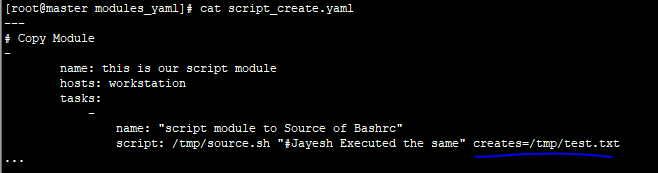 [root@master modules_yaml]# cat script_create.yaml
---
# Copy Module
-
name: this is our script module
hosts: workstation
tasks:
-
name: "script module to Source of Bashrc"
script: /tmp/source.sh "#Jayesh Executed the same" creates=/tmp/test.txt
...